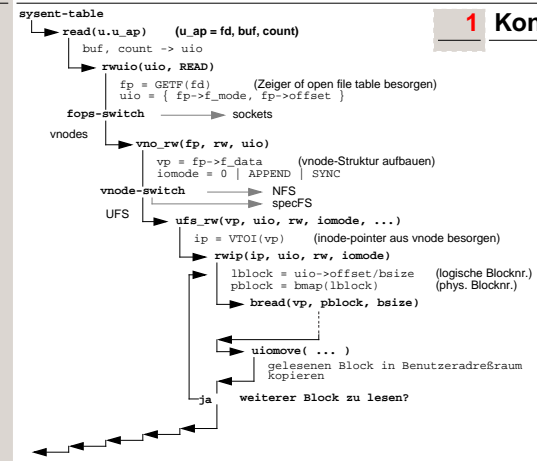 sysent-table
read(u.u_ap) (u_ap = fd, buf, count)
1 Kon
buf, count -> uio
rwuio(uio, READ)
fp = GETF(fd) (Zeiger of open file table besorgen)
uio = { fp->f_mode, fp->offset }
fops-switch sockets
vnodes
vno_rw(fp, rw, uio)
vp = fp->f_data (vnode-Struktur aufbauen)
iomode = 0 | APPEND | SYNC
vnode-switch NFS
specFS
UFS
ufs_rw(vp, uio, rw, iomode, ...)
ip = VTOI(vp) (inode-pointer aus vnode besorgen)
rwip(ip, uio, rw, iomode)
lblock = uio->offset/bsize (logische Blocknr.)
pblock = bmap(lblock) (phys. Blocknr.)
bread(vp, pblock, bsize)
uiomove( ... )
gelesenen Block in Benutzeradreßraum
kopieren
ja weiterer Block zu lesen?